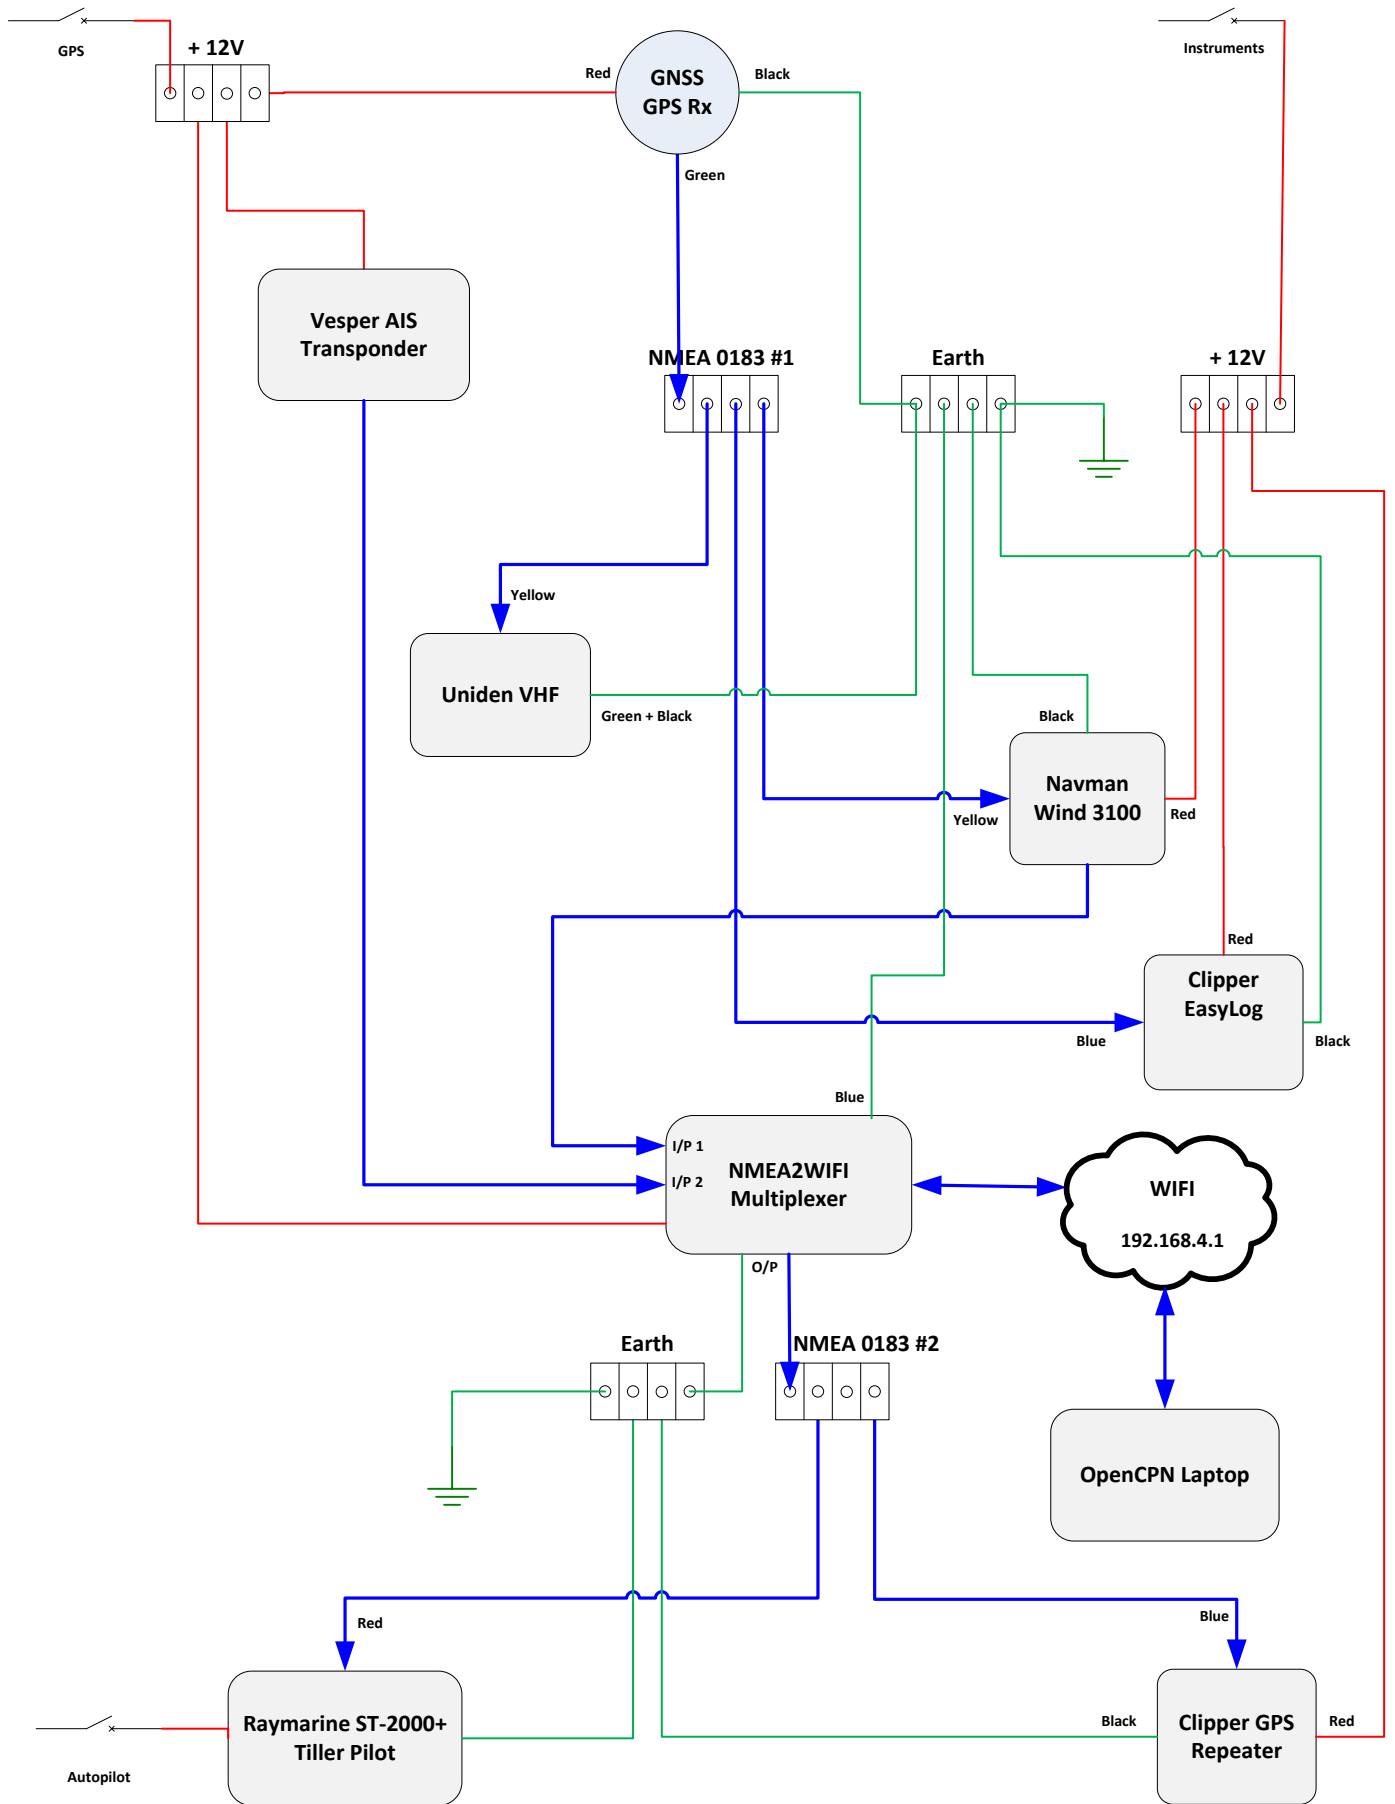 GPS
+ 12V
Red
GNSS
GPS Rx
Black
Instruments
Green
Vesper AIS
Transponder
NMEA 0183 #1
Earth
+ 12V
Yellow
Uniden VHF
Green + Black
Black
Navman
Wind 3100
Yellow
Red
Red
Clipper
EasyLog
Blue
Black
Blue
I/P 1
I/P 2
NMEA2WIFI
Multiplexer
WIFI
192.168.4.1
O/P
Earth
NMEA 0183 #2
OpenCPN Laptop
Red
Blue
Raymarine ST-2000+
Tiller Pilot
Black
Clipper GPS
Repeater
Red
Autopilot